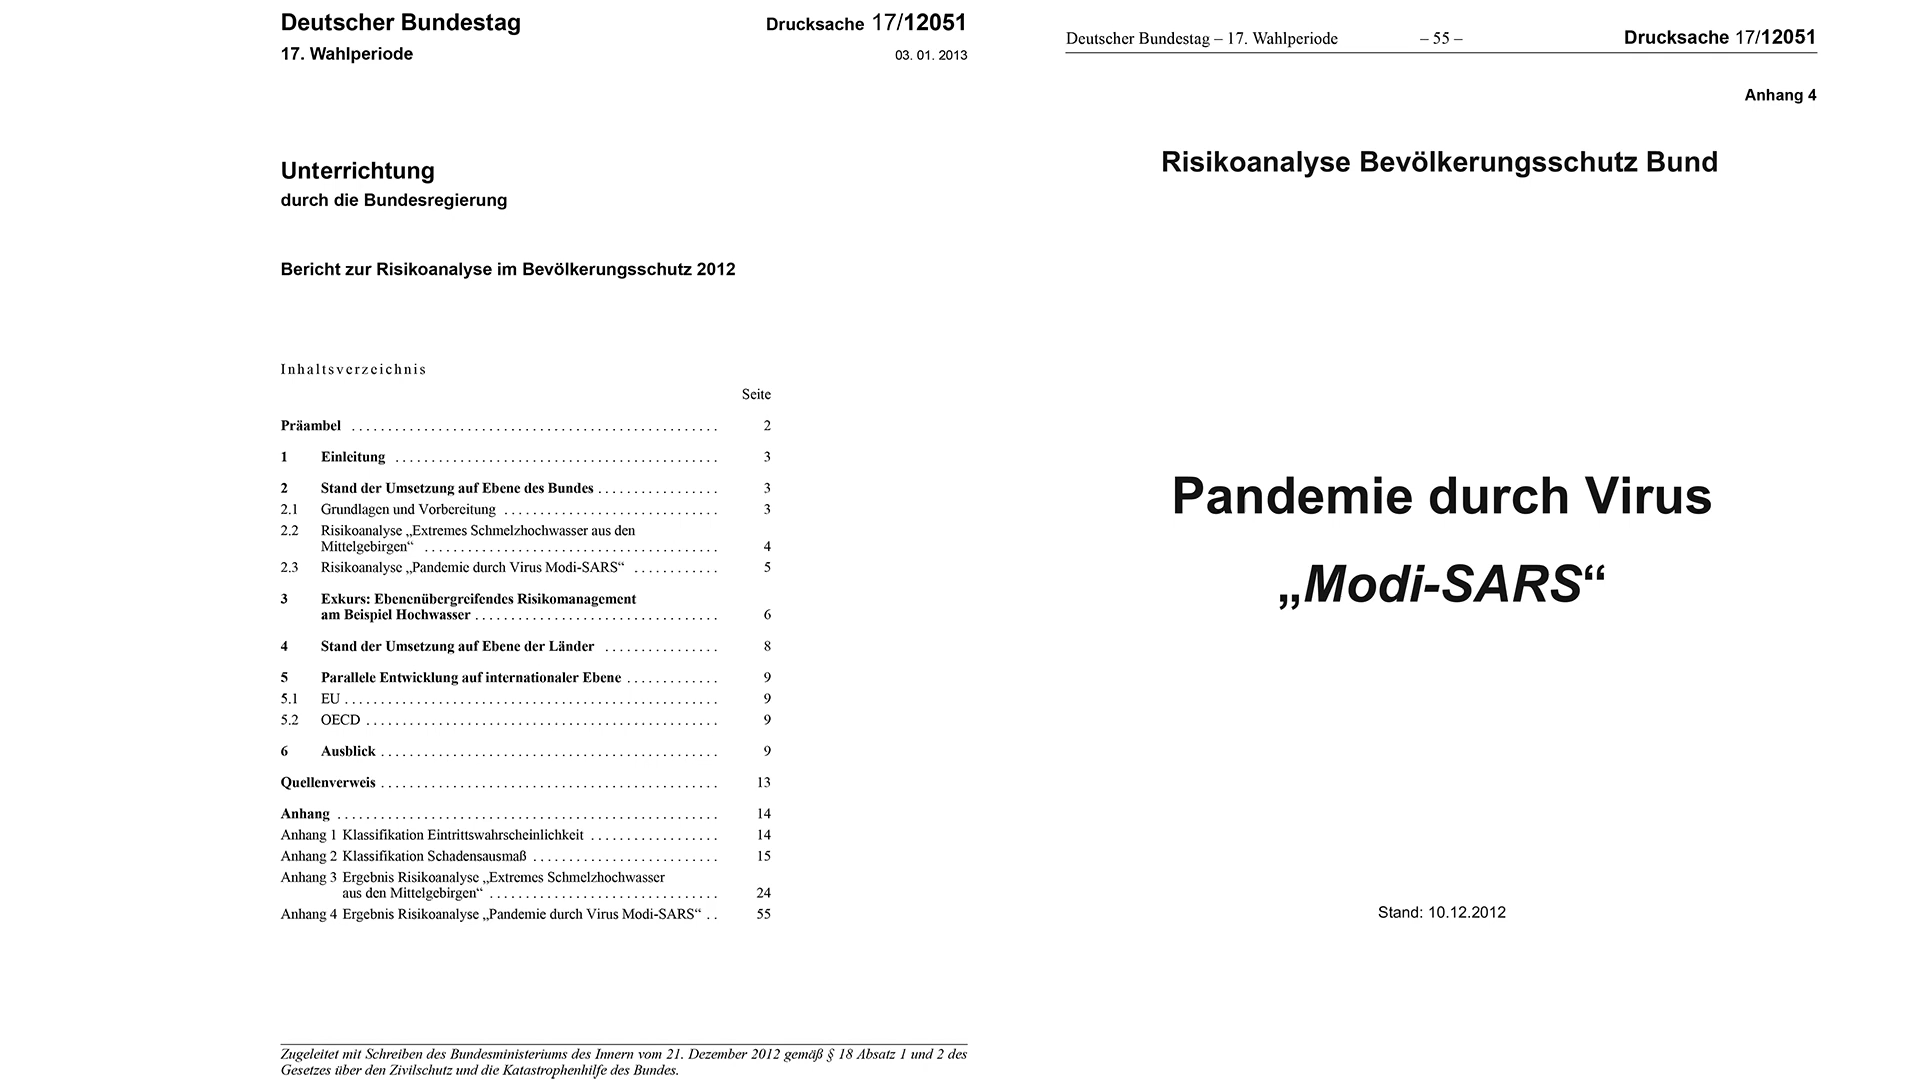 Deutscher Bundestag Drucksache 17/12051
17. Wahlperiode 03. 01. 2013
Unterrichtung
durch die Bundesregierung
Bericht zur Risikoanalyse im Bevölkerungsschutz 2012
Inhaltsverzeichnis
Seite
Präambel . . . . . . . . . . . . . . . . . . . . 2
1 Einleitung . . . . . . . . . . . . . . . . . . . . 3
2 Stand der Umsetzung auf Ebene des Bundes . . . . . . . . . . . . . . . . . 3
2.1 Grundlagen und Vorbereitung . . . . . . . . . . . . . . . . . . . . 3
2.2 Risikoanalyse „Extremes Schmelzhochwasser aus den
Mittelgebirgen“ . . . . . . . . . . . . . . . . . . . . 4
2.3 Risikoanalyse „Pandemie durch Virus Modi-SARS“ . . . . . . . . . . . . 5
3 Exkurs: Ebenenübergreifendes Risikomanagement
am Beispiel Hochwasser . . . . . . . . . . . . . . . . . . . . 6
4 Stand der Umsetzung auf Ebene der Länder . . . . . . . . . . . . . . . . 8
5 Parallele Entwicklung auf internationaler Ebene . . . . . . . . . . . . . 9
5.1 EU . . . . . . . . . . . . . . . . . . . . 9
5.2 OECD . . . . . . . . . . . . . . . . . . . . 9
6 Ausblick . . . . . . . . . . . . . . . . . . . . 9
Quellenverweis . . . . . . . . . . . . . . . . . . . . 13
Anhang . . . . . . . . . . . . . . . . . . . . 14
Anhang 1 Klassifikation Eintrittswahrscheinlichkeit . . . . . . . . . . . . . . . . . . 14
Anhang 2 Klassifikation Schadensausmaß . . . . . . . . . . . . . . . . . . . . 15
Anhang 3 Ergebnis Risikoanalyse „Extremes Schmelzhochwasser
aus den Mittelgebirgen“ . . . . . . . . . . . . . . . . . . . . 24
Anhang 4 Ergebnis Risikoanalyse „Pandemie durch Virus Modi-SARS“ . . 55
Zugeleitet mit Schreiben des Bundesministeriums des Innern vom 21. Dezember 2012 gemäß § 18 Absatz 1 und 2 des
Gesetzes über den Zivilschutz und die Katastrophenhilfe des Bundes.
Deutscher Bundestag – 17. Wahlperiode – 55 – Drucksache 17/12051
Anhang 4
Risikoanalyse Bevölkerungsschutz Bund
Pandemie durch Virus
„Modi-SARS“
Stand: 10.12.2012